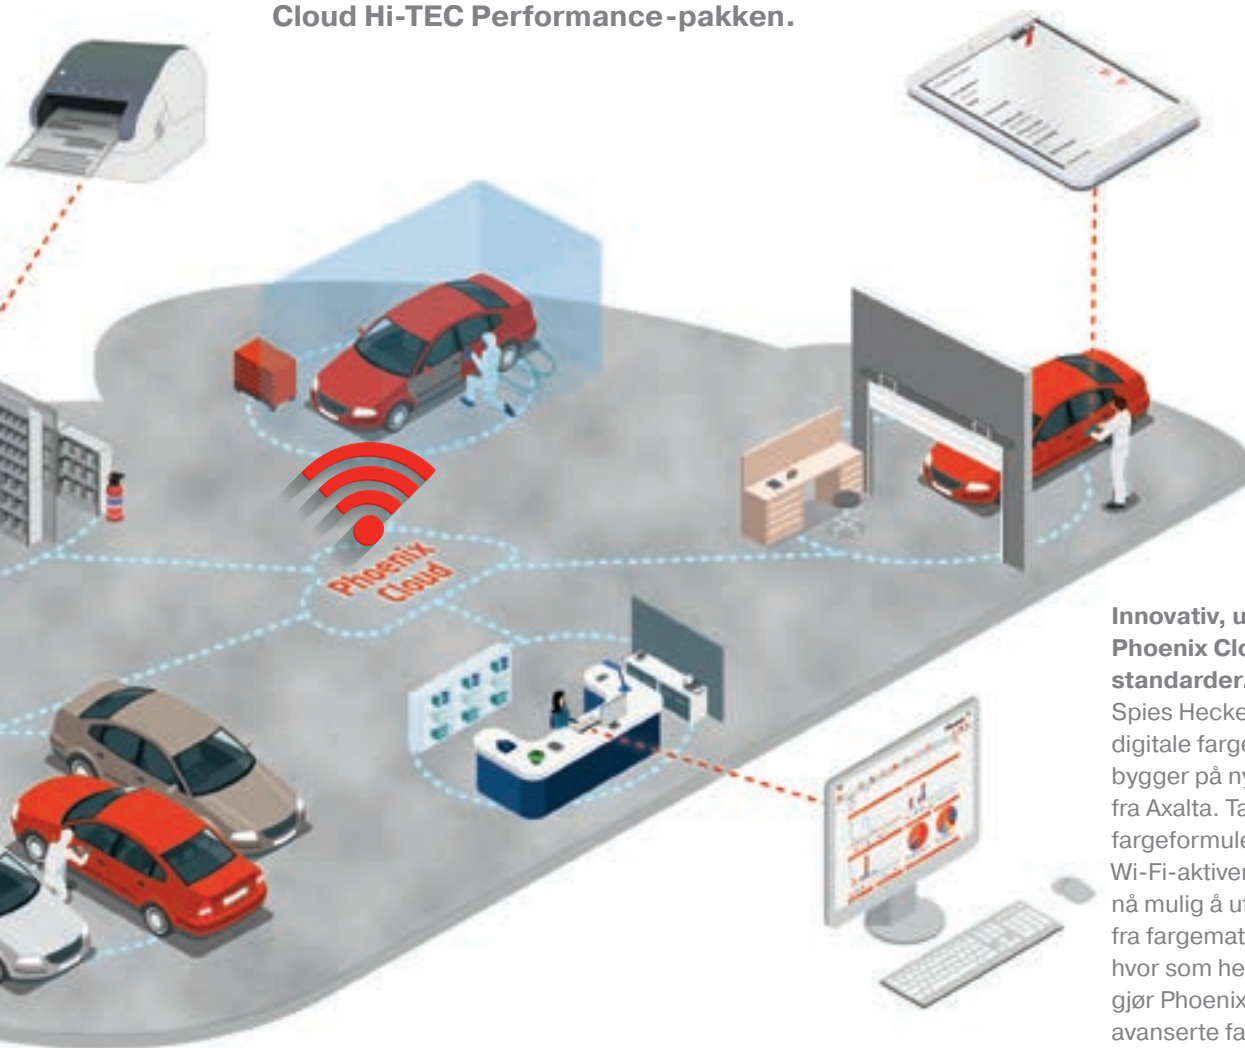 Cloud Hi-TEC Performance-pakken.
Phoenix
Cloud
Innovativ, u
Phoenix Clo
standarder.
Spies Hecke
digitale farge
bygger på ny
fra Axalta. Ta
fargeformule
Wi-Fi-aktiver
nå mulig å ut
fra fargemat
hvor som he
gjør Phoenix
avanserte fa